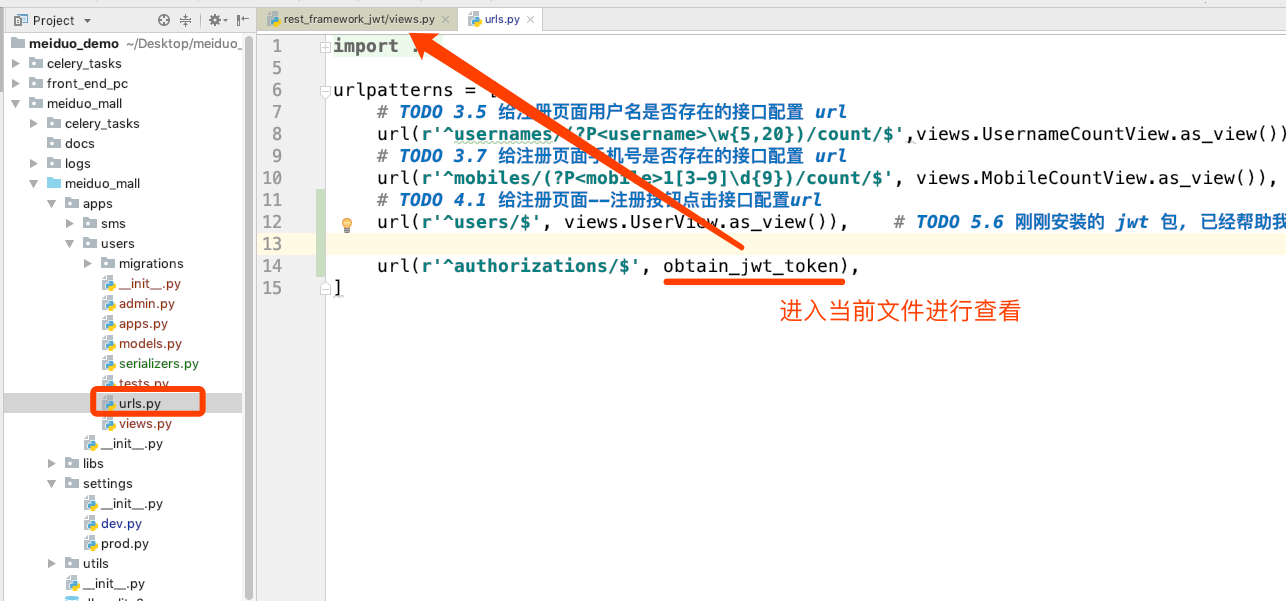 Project
rest_framework_jwt/views.py
urls.py
meiduo_demo ~/Desktop/meiduo_
celery_tasks
front_end_pc
meiduo_mall
celery_tasks
docs
logs
meiduo_mall
apps
sms
users
migrations
__init__.py
admin.py
apps.py
models.py
serializers.py
tests.py
urls.py
views.py
__init__.py
libs
settings
__init__.py
dev.py
prod.py
utils
__init__.py
1 import .
5
6 urlpatterns = [
7 # TODO 3.5 给注册页面用户名是否存在的接口配置 url
8 url(r'^usernames/(?P<username>\w{5,20})/count/$',views.UsernameCountView.as_view())
9 # TODO 3.7 给注册页面手机号是否存在的接口配置 url
10 url(r'^mobiles/(?P<mobile>1[3-9]\d{9})/count/$', views.MobileCountView.as_view()),
11 # TODO 4.1 给注册页面--注册按钮点击接口配置url
12 url(r'^users/$', views.UserView.as_view()), # TODO 5.6 刚刚安装的 jwt 包, 已经帮助我
13
14 url(r'^authorizations/$', obtain_jwt_token),
15 ]
进入当前文件进行查看